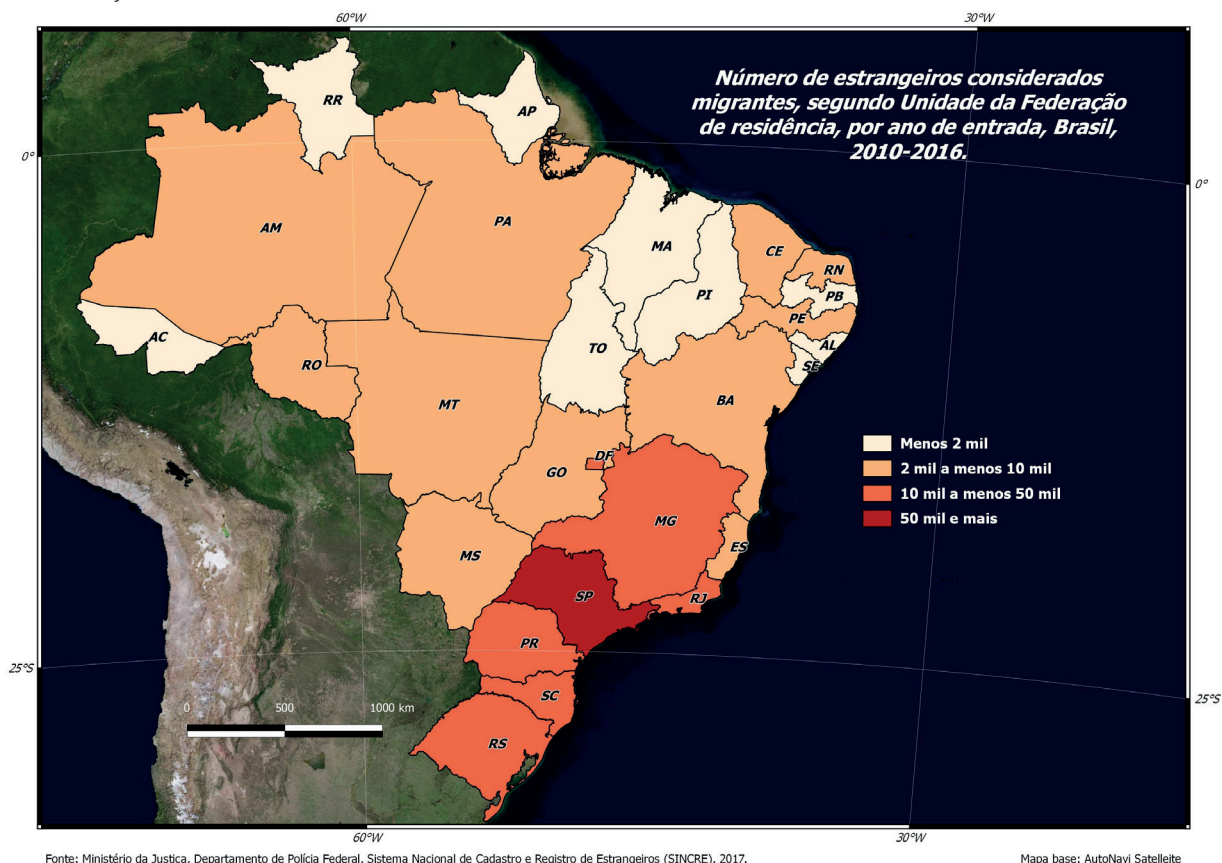 60°W
30°W
Número de estrangeiros considerados
migrantes, segundo Unidade da Federação
de residência, por ano de entrada, Brasil,
2010-2016.
RR
AP
0°
0°
AM
PA
MA
CE
RN
PI
PB
PE
AC
TO
AL
SE
RO
MT
BA
Menos 2 mil
DF
2 mil a menos 10 mil
GO
10 mil a menos 50 mil
MG
50 mil e mais
MS
ES
SP
RJ
PR
25°S
25°S
SC
0 500 1000 km
RS
60°W
30°W
Fonte: Ministério da Justiça, Departamento de Polícia Federal, Sistema Nacional de Cadastro e Registro de Estrangeiros (SINCRE), 2017.
Mapa base: AutoNavi Satelleite